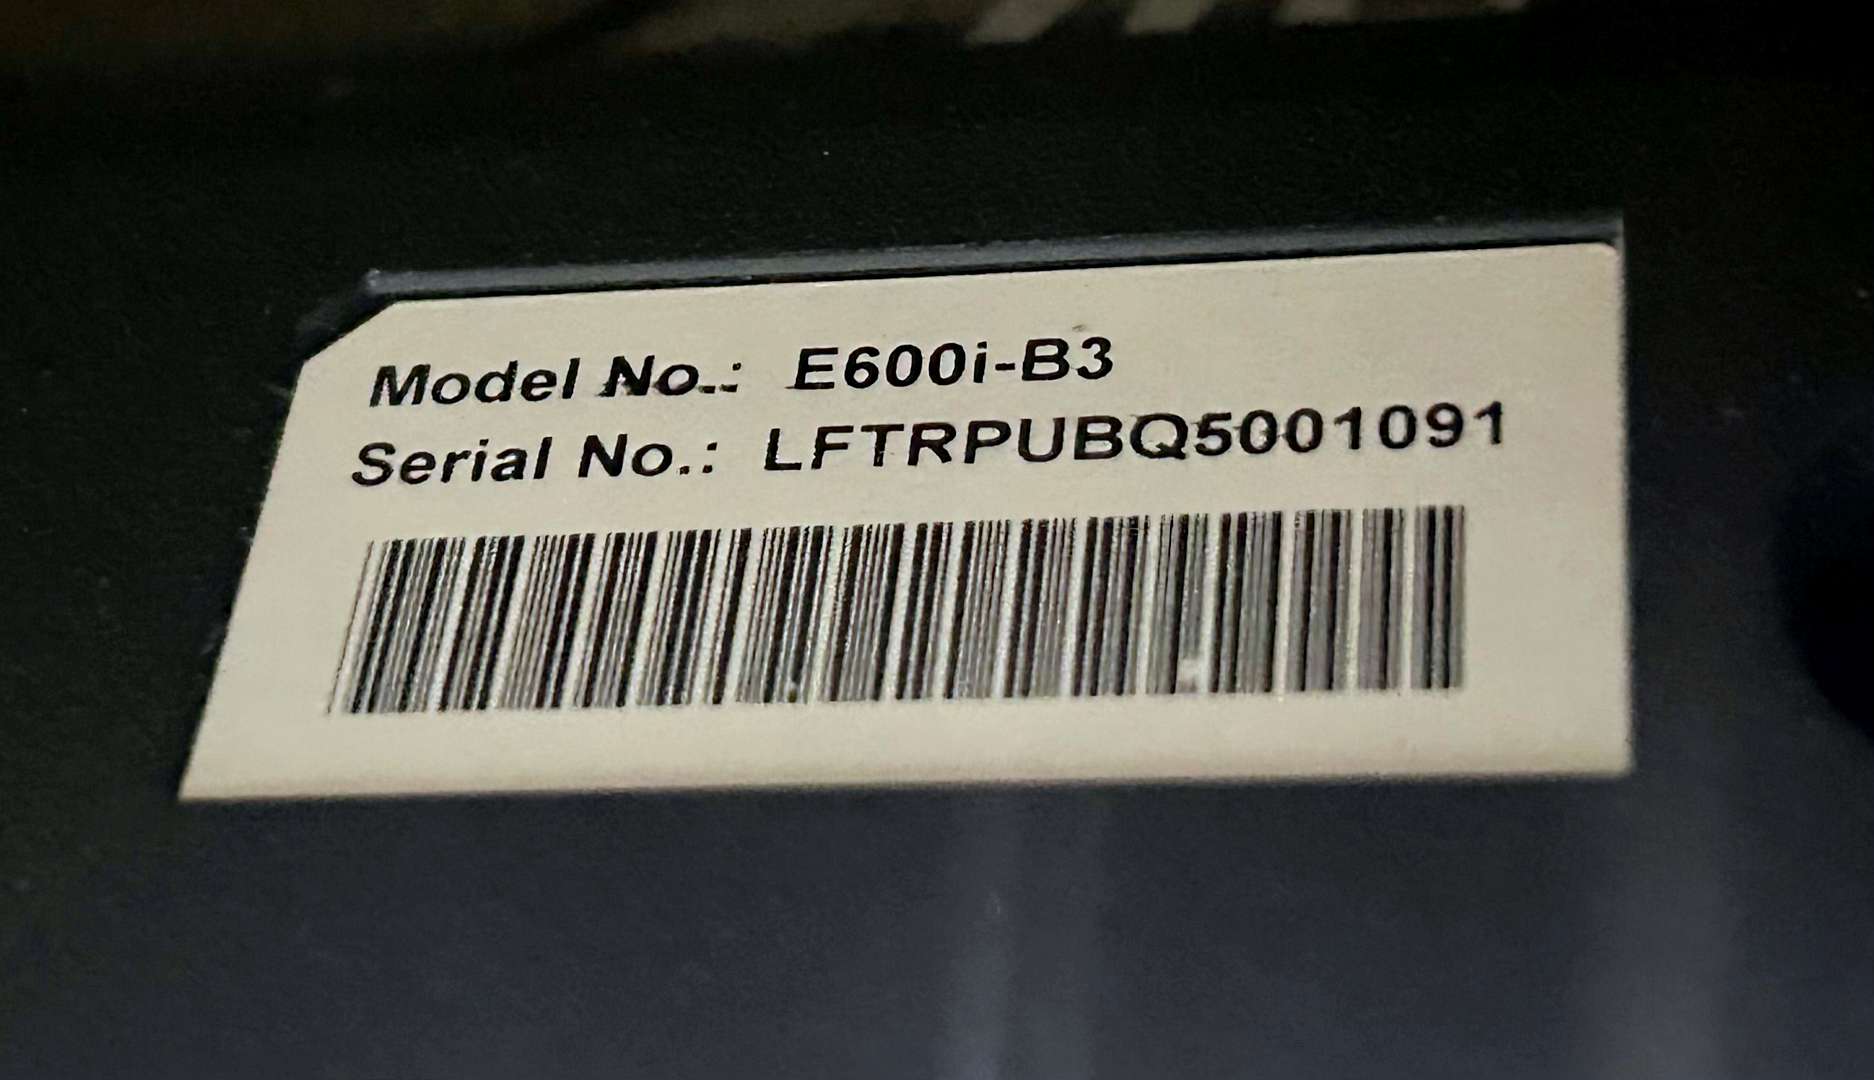 Model No.: E600i-B3
Serial No.: LFTRPUBQ5001091